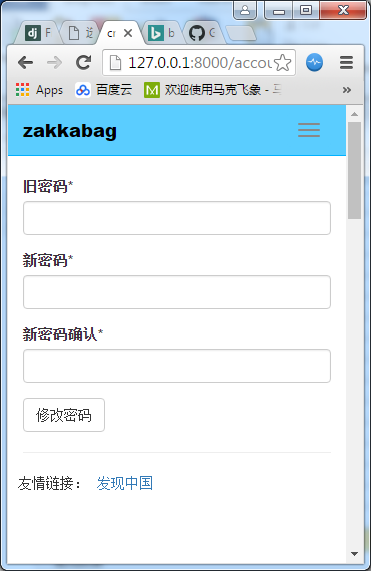 dj F
cr
b
G
127.0.0.1:8000/accou
Apps 百度云 M 欢迎使用马克飞象 - 马 »
zakkabag
旧密码*
新密码*
新密码确认*
修改密码
友情链接： 发现中国